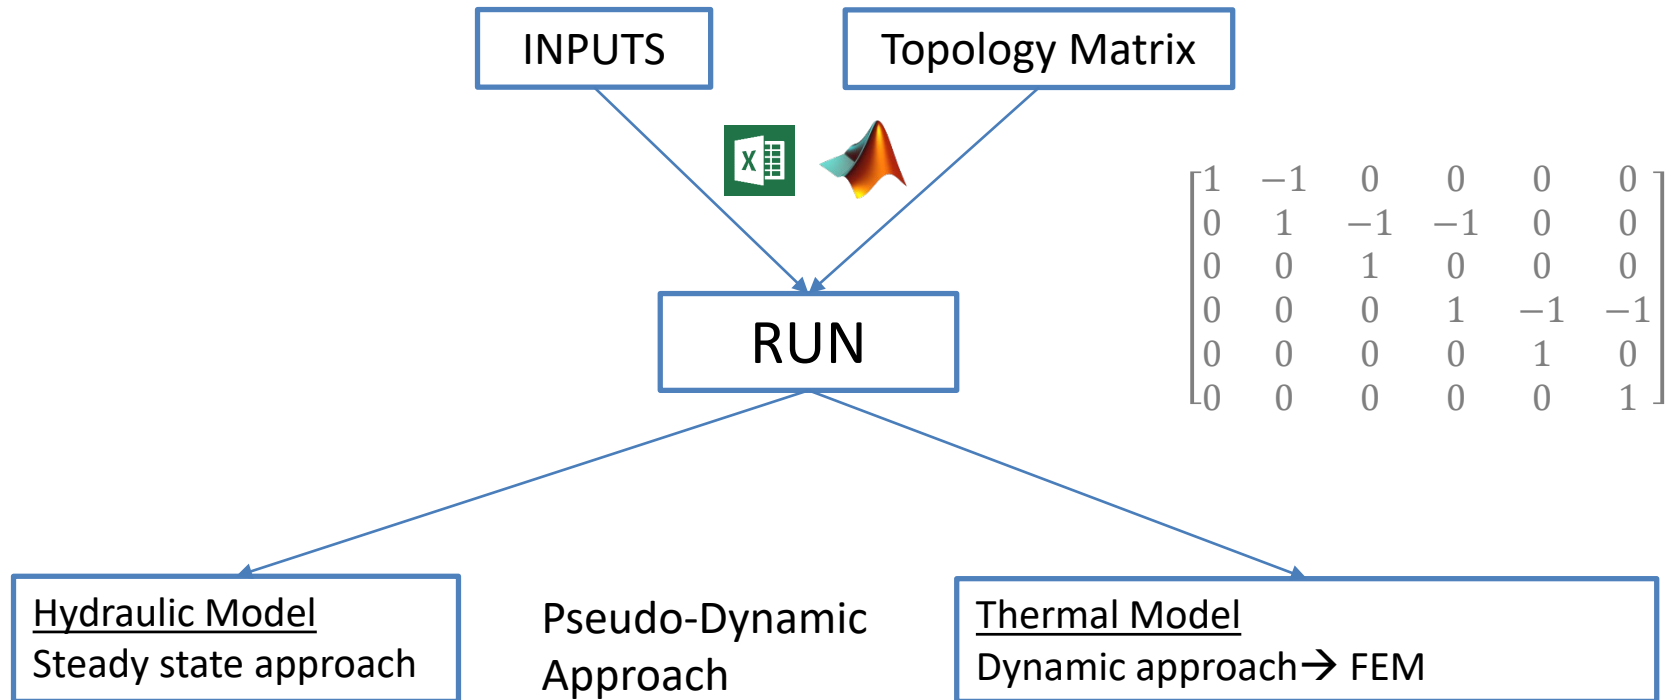 INPUTS
Topology Matrix
X
1 −1 0 0 0 0
0 1 −1 −1 0 0
0 0 1 0 0 0
0 0 0 1 −1 −1
0 0 0 0 1 0
0 0 0 0 0 1
RUN
Hydraulic Model
Steady state approach
Pseudo-Dynamic
Approach
Thermal Model
Dynamic approach→ FEM